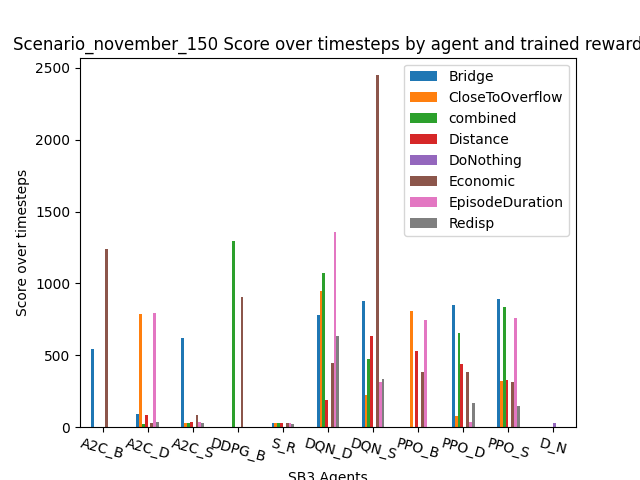 Scenario_november_150 Score over timesteps by agent and trained reward
2500
2000
1500
1000
500
0
Score over timesteps
Bridge
CloseToOverflow
combined
Distance
DoNothing
Economic
EpisodeDuration
Redisp
A2C_B
A2C_D
A2C_S
DDPG_B
S_R
DQN_D
DQN_S
PPO_B
PPO_D
PPO_S
D_N
SB3 Agents